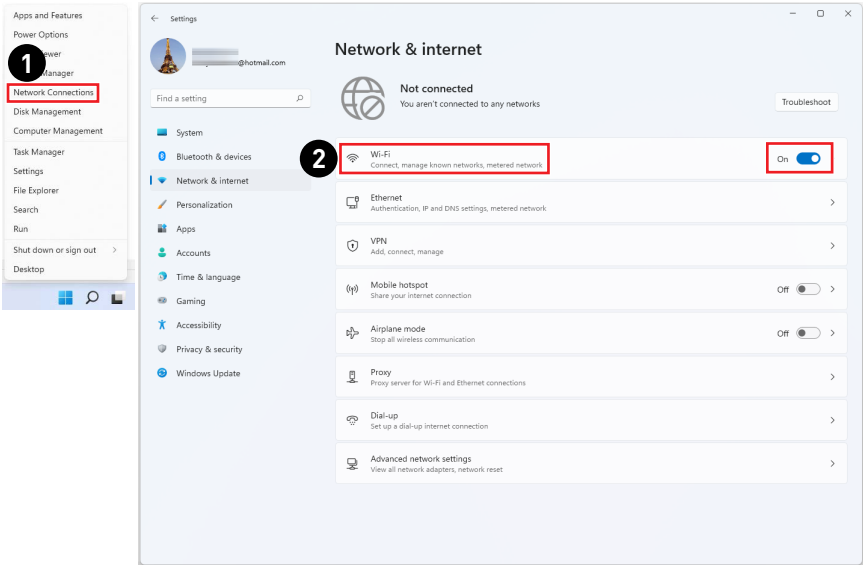 Apps and Features
Power Options
ewer
1
Manager
Network Connections
Disk Management
Computer Management
Task Manager
Settings
File Explorer
Search
Run
Shut down or sign out
Desktop
Settings
@hotmail.com
Find a setting
System
Bluetooth & devices
Network & internet
Personalization
Apps
Accounts
Time & language
Gaming
Accessibility
Privacy & security
Windows Update
Network & internet
Not connected
You aren't connected to any networks
Troubleshoot
2
Wi-Fi
Connect, manage known networks, metered network
On
Ethernet
Authentication, IP and DNS settings, metered network
VPN
Add, connect, manage
Mobile hotspot
Share your internet connection
Off
Airplane mode
Stop all wireless communication
Off
Proxy
Proxy server for Wi-Fi and Ethernet connections
Dial-up
Set up a dial-up internet connection
Advanced network settings
View all network adapters, network reset